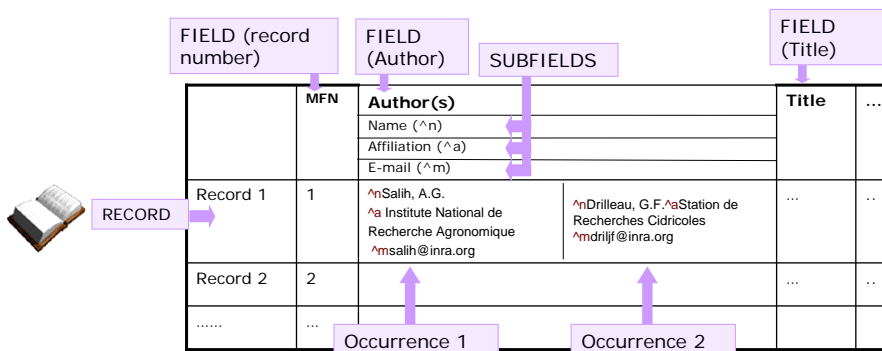 FIELD (record
number)
FIELD
(Author)
SUBFIELDS
FIELD
(Title)
MFN
Author(s)
Title
...
Name (^n)
Affiliation (^a)
E-mail (^m)
RECORD
Record 1
1
^nSalih, A.G.
^a Institute National de
Recherche Agronomique
^msalih@inra.org
^nDrilleau, G.F.^aStation de
Recherches Cidricoles
^mdriljf@inra.org
...
..
Record 2
2
...
..
......
...
Occurrence 1
Occurrence 2